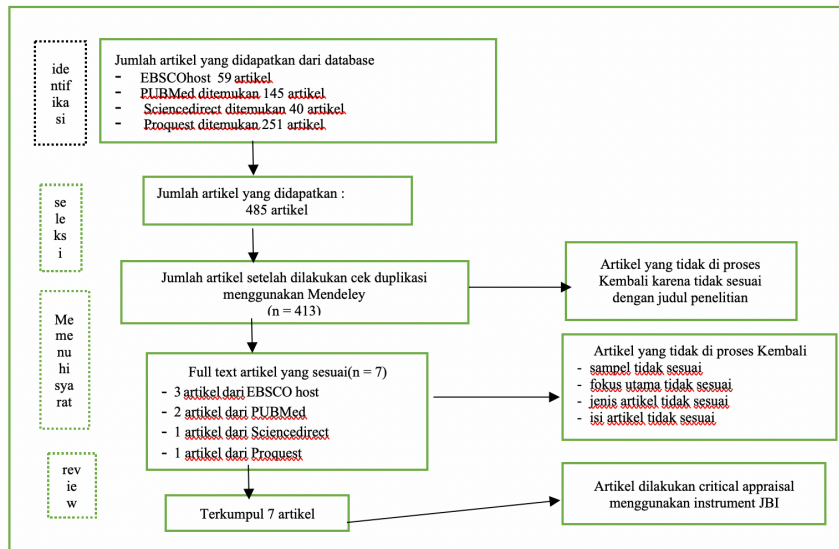 ide
ntif
ika
si
Jumlah artikel yang didapatkan dari database
- EBSCOhost 59 artikel
- PUBMed ditemukan 145 artikel
- Sciencedirect ditemukan 40 artikel
- Proquest ditemukan 251 artikel
se
le
ks
i
Jumlah artikel yang didapatkan :
485 artikel
Jumlah artikel setelah dilakukan cek duplikasi
menggunakan Mendeley
(n = 413)
Artikel yang tidak di proses
Kembali karena tidak sesuai
dengan judul penelitian
Me
me
nu
hi
sya
rat
Full text artikel yang sesuai(n = 7)
- 3 artikel dari EBSCO host
- 2 artikel dari PUBMed
- 1 artikel dari Sciencedirect
- 1 artikel dari Proquest
Artikel yang tidak di proses Kembali
- sampel tidak sesuai
- fokus utama tidak sesuai
- jenis artikel tidak sesuai
- isi artikel tidak sesuai
rev
ie
w
Terkumpul 7 artikel
Artikel dilakukan critical appraisal
menggunakan instrument JBI